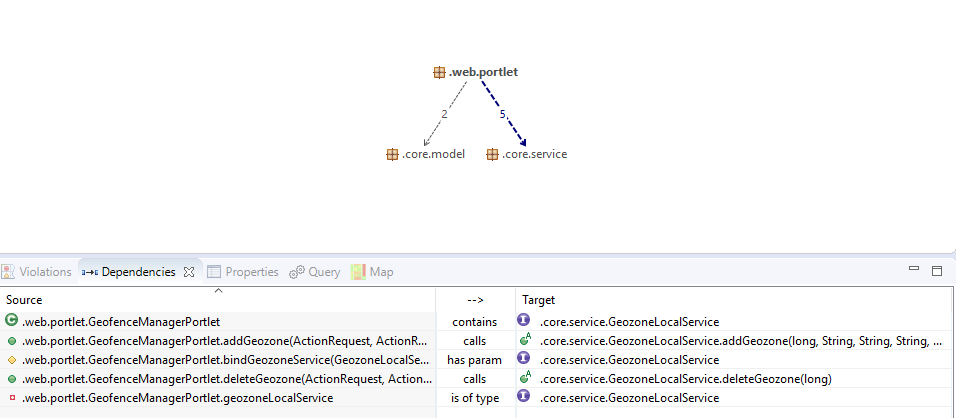 .web.portlet
2
5
.core.model .core.service
Violations Dependencies Properties Query Map
Source --> Target
.web.portlet.GeofenceManagerPortlet contains .core.service.GeozoneLocalService
.web.portlet.GeofenceManagerPortlet.addGeozone(ActionRequest, ActionR... calls .core.service.GeozoneLocalService.addGeozone(long, String, String, String, ...
.web.portlet.GeofenceManagerPortlet.bindGeozoneService(GeozoneLocalSe... has param .core.service.GeozoneLocalService
.web.portlet.GeofenceManagerPortlet.deleteGeozone(ActionRequest, Action... calls .core.service.GeozoneLocalService.deleteGeozone(long)
.web.portlet.GeofenceManagerPortlet.geozoneLocalService is of type .core.service.GeozoneLocalService